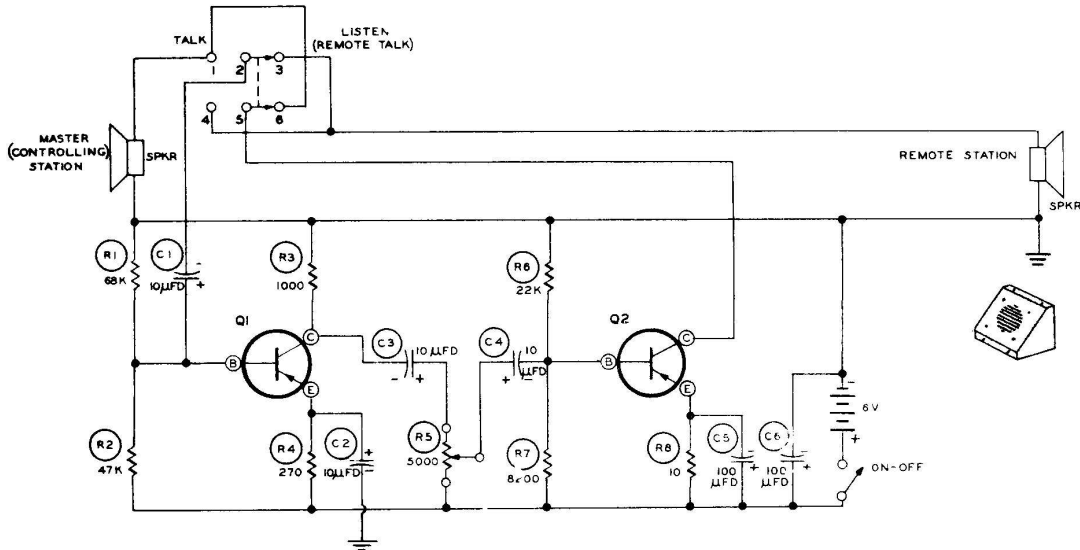 TALK
LISTEN
(REMOTE TALK)
1
2
3
4
5
6
MASTER
(CONTROLLING)
STATION
SPKR
REMOTE STATION
SPKR
R1
68K
C1
-
+
10µFD
R3
1000
R6
22K
Q1
B
C
E
C3
10µFD
-
+
C4
10
µFD
+
-
Q2
B
C
E
R2
47K
R4
270
C2
+
-
10µFD
R5
5000
R7
R8
10
C5
-
+
100
µFD
C6
-
+
100
µFD
-
6V
+
ON-OFF